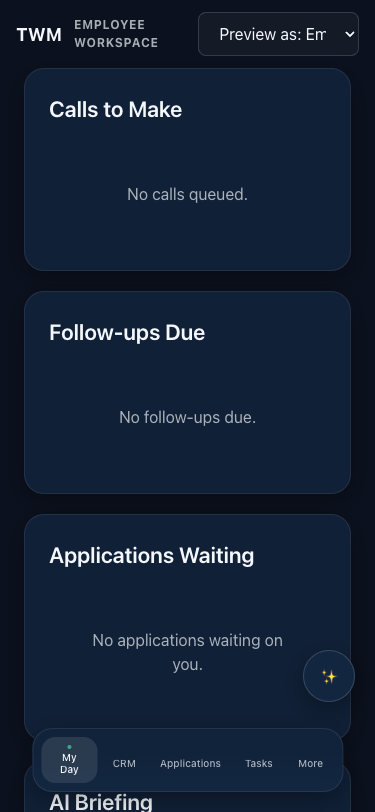 TWM
EMPLOYEE
WORKSPACE
Preview as: Em
Calls to Make
No calls queued.
Follow-ups Due
No follow-ups due.
Applications Waiting
No applications waiting on
you.
My
Day
CRM
Applications
Tasks
More
AI Briefing